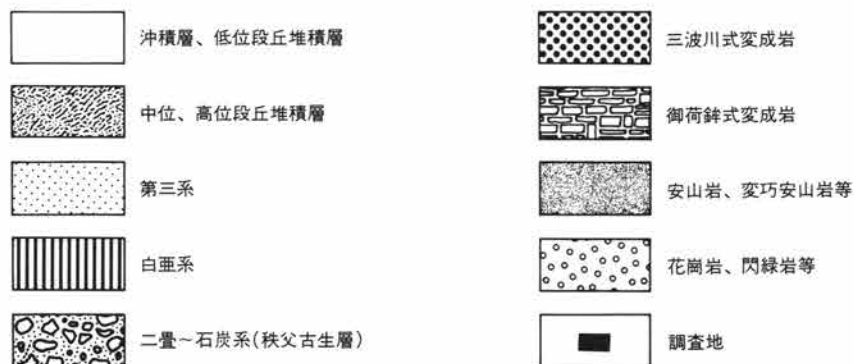 沖積層、低位段丘堆積層
中位、高位段丘堆積層
第三系
白亜系
二畳～石炭系(秩父古生層)
三波川式変成岩
御荷鉾式変成岩
安山岩、変巧安山岩等
花崗岩、閃緑岩等
調査地